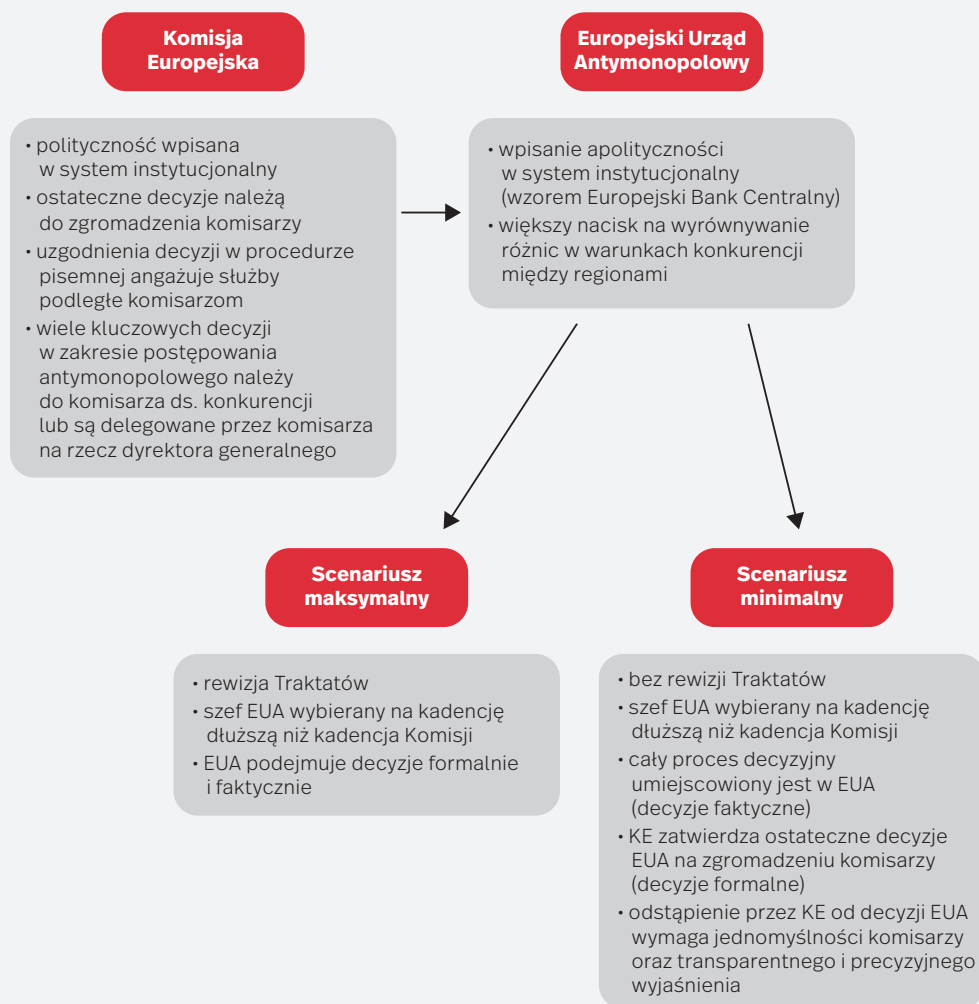 Komisja
Europejska
• polityczność wpisana
w system instytucjonalny
• ostateczne decyzje należą
do zgromadzenia komisarzy
• uzgodnienia decyzji w procedurze
pisemnej angażuje służby
podległe komisarzom
• wiele kluczowych decyzji
w zakresie postępowania
antymonopolowego należy
do komisarza ds. konkurencji
lub są delegowane przez komisarza
na rzecz dyrektora generalnego
Europejski Urząd
Antymonopolowy
• wpisanie apolityczności
w system instytucjonalny
(wzorem Europejski Bank Centralny)
• większy nacisk na wyrównywanie
różnic w warunkach konkurencji
między regionami
Scenariusz
maksymalny
• rewizja Traktatów
• szef EUA wybierany na kadencję
dłuższą niż kadencja Komisji
• EUA podejmuje decyzje formalnie
i faktycznie
Scenariusz
minimalny
• bez rewizji Traktatów
• szef EUA wybierany na kadencję
dłuższą niż kadencja Komisji
• cały proces decyzyjny
umiejscowiony jest w EUA
(decyzje faktyczne)
• KE zatwierdza ostateczne decyzje
EUA na zgromadzeniu komisarzy
(decyzje formalne)
• odstąpienie przez KE od decyzji EUA
wymaga jednomyślności komisarzy
oraz transparentnego i precyzyjnego
wyjaśnienia